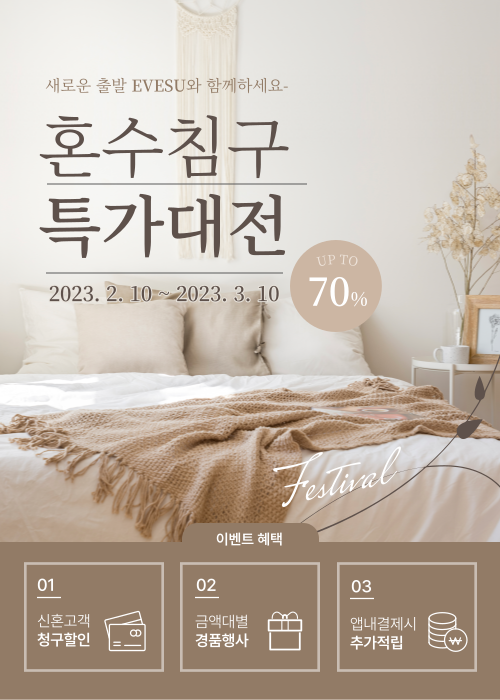 새로운 출발 EVESU와 함께하세요-
혼수침구
특가대전
2023. 2. 10 ~ 2023. 3. 10
UP TO
70%
Festival
이벤트 혜택
01
신혼고객
청구할인
02
금액대별
경품행사
03
앱내결제시
추가적립
₩